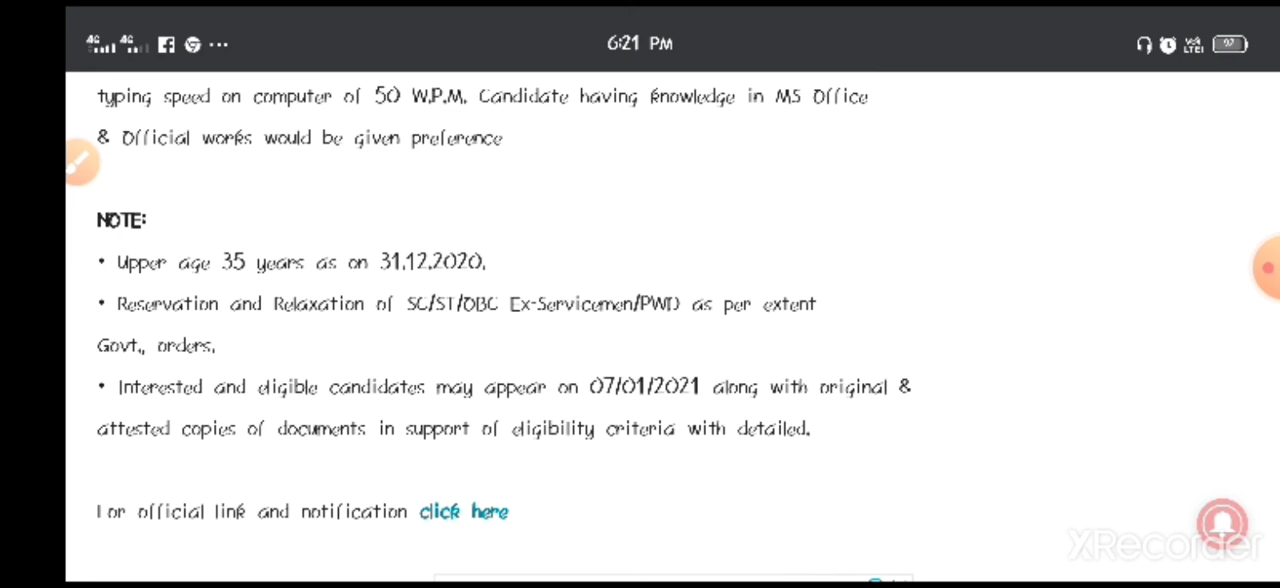 4G 4G 6:21 PM VoLTE1 92
typing speed on computer of 50 W.P.M. Candidate having knowledge in MS Office
& Official works would be given preference
NOTE:
• Upper age 35 years as on 31.12.2020.
• Reservation and Relaxation of SC/ST/OBC Ex-Servicemen/PWD as per extent
Govt., orders.
• Interested and eligible candidates may appear on 07/01/2021 along with original &
attested copies of documents in support of eligibility criteria with detailed.
For official link and notification click here
XRecorder